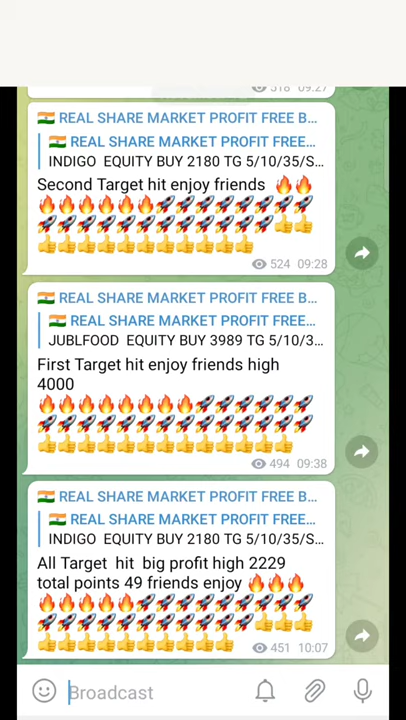 518 09:27
🇮🇳 REAL SHARE MARKET PROFIT FREE B...
🇮🇳 REAL SHARE MARKET PROFIT FREE...
INDIGO EQUITY BUY 2180 TG 5/10/35/S...
Second Target hit enjoy friends 🔥🔥
🔥🔥🔥🔥🔥🔥🚀🚀🚀🚀🚀🚀🚀🚀
🚀🚀🚀🚀🚀🚀🚀🚀🚀🚀🚀🚀👍👍
👍👍👍👍👍👍👍👍👍👍👍
524 09:28
🇮🇳 REAL SHARE MARKET PROFIT FREE B...
🇮🇳 REAL SHARE MARKET PROFIT FREE...
JUBLFOOD EQUITY BUY 3989 TG 5/10/3...
First Target hit enjoy friends high
4000
🔥🔥🔥🔥🔥🔥🔥🔥🚀🚀🚀🚀🚀🚀
🚀🚀🚀🚀🚀🚀🚀🚀🚀🚀🚀🚀🚀🚀
👍👍👍👍👍👍👍👍👍👍👍👍👍
494 09:38
🇮🇳 REAL SHARE MARKET PROFIT FREE B...
🇮🇳 REAL SHARE MARKET PROFIT FREE...
INDIGO EQUITY BUY 2180 TG 5/10/35/S...
All Target hit big profit high 2229
total points 49 friends enjoy 🔥🔥🔥
🔥🔥🔥🔥🔥🚀🚀🚀🚀🚀🚀🚀🚀🚀
🚀🚀🚀🚀🚀🚀🚀🚀🚀🚀🚀👍👍👍
👍👍👍👍👍👍👍👍👍👍
451 10:07
Broadcast